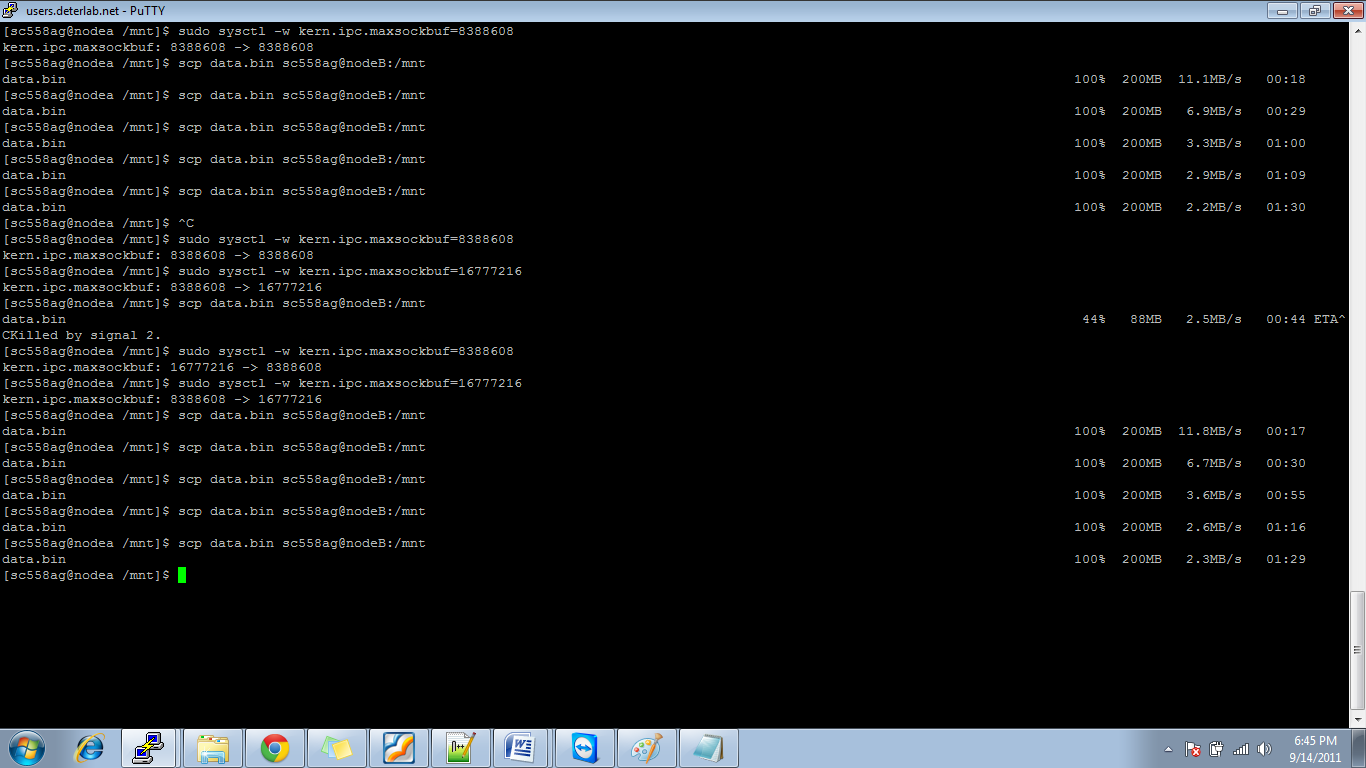 users.deterlab.net - PuTTY
[sc558ag@nodea /mnt]$ sudo sysctl -w kern.ipc.maxsockbuf=8388608
kern.ipc.maxsockbuf: 8388608 -> 8388608
[sc558ag@nodea /mnt]$ scp data.bin sc558ag@nodeB:/mnt
data.bin 100% 200MB 11.1MB/s 00:18
[sc558ag@nodea /mnt]$ scp data.bin sc558ag@nodeB:/mnt
data.bin 100% 200MB 6.9MB/s 00:29
[sc558ag@nodea /mnt]$ scp data.bin sc558ag@nodeB:/mnt
data.bin 100% 200MB 3.3MB/s 01:00
[sc558ag@nodea /mnt]$ scp data.bin sc558ag@nodeB:/mnt
data.bin 100% 200MB 2.9MB/s 01:09
[sc558ag@nodea /mnt]$ scp data.bin sc558ag@nodeB:/mnt
data.bin 100% 200MB 2.2MB/s 01:30
[sc558ag@nodea /mnt]$ ^C
[sc558ag@nodea /mnt]$ sudo sysctl -w kern.ipc.maxsockbuf=8388608
kern.ipc.maxsockbuf: 8388608 -> 8388608
[sc558ag@nodea /mnt]$ sudo sysctl -w kern.ipc.maxsockbuf=16777216
kern.ipc.maxsockbuf: 8388608 -> 16777216
[sc558ag@nodea /mnt]$ scp data.bin sc558ag@nodeB:/mnt
data.bin 44% 88MB 2.5MB/s 00:44 ETA^
CKilled by signal 2.
[sc558ag@nodea /mnt]$ sudo sysctl -w kern.ipc.maxsockbuf=8388608
kern.ipc.maxsockbuf: 16777216 -> 8388608
[sc558ag@nodea /mnt]$ sudo sysctl -w kern.ipc.maxsockbuf=16777216
kern.ipc.maxsockbuf: 8388608 -> 16777216
[sc558ag@nodea /mnt]$ scp data.bin sc558ag@nodeB:/mnt
data.bin 100% 200MB 11.8MB/s 00:17
[sc558ag@nodea /mnt]$ scp data.bin sc558ag@nodeB:/mnt
data.bin 100% 200MB 6.7MB/s 00:30
[sc558ag@nodea /mnt]$ scp data.bin sc558ag@nodeB:/mnt
data.bin 100% 200MB 3.6MB/s 00:55
[sc558ag@nodea /mnt]$ scp data.bin sc558ag@nodeB:/mnt
data.bin 100% 200MB 2.6MB/s 01:16
[sc558ag@nodea /mnt]$ scp data.bin sc558ag@nodeB:/mnt
data.bin 100% 200MB 2.3MB/s 01:29
[sc558ag@nodea /mnt]$
6:45 PM
9/14/2011